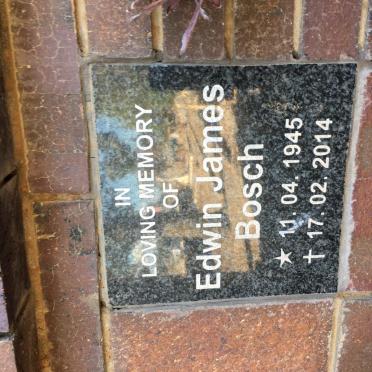 IN
LOVING MEMORY
OF
Edwin James
Bosch
★ 11. 04. 1945
† 17. 02. 2014